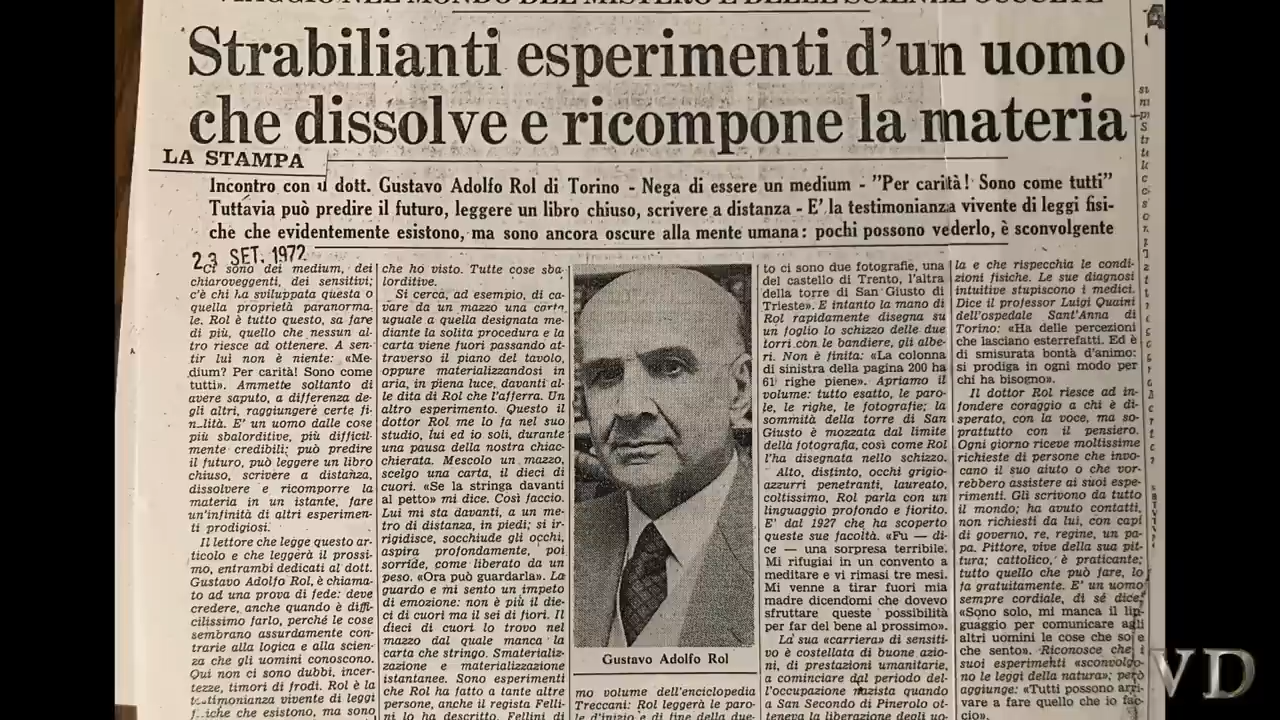 VIAGGIO NEL MONDO DEL MISTERO E DELLE SCIENZE OCCULTE
Strabilianti esperimenti d'un uomo
che dissolve e ricompone la materia
LA STAMPA
Incontro con il dott. Gustavo Adolfo Rol di Torino - Nega di essere un medium - "Per carità! Sono come tutti"
Tuttavia può predire il futuro, leggere un libro chiuso, scrivere a distanza - E' la testimonianza vivente di leggi fisi-
che che evidentemente esistono, ma sono ancora oscure alla mente umana: pochi possono vederlo, è sconvolgente
23 SET. 1972
Ci sono dei medium, dei
chiaroveggenti, dei sensitivi;
c'è chi ha sviluppata questa o
quella proprietà paranorma-
le. Rol è tutto questo, sa fare
di più, quello che nessun al-
tro riesce ad ottenere. A sen-
tir lui non è niente: «Me-
dium? Per carità! Sono come
tutti». Ammette soltanto di
avere saputo, a differenza de-
gli altri, raggiungere certe fi-
nalità. E' un uomo dalle cose
più sbalorditive, più difficil-
mente credibili; può predire
il futuro, può leggere un libro
chiuso, scrivere a distanza,
dissolvere e ricomporre la
materia in un istante, fare
un'infinità di altri esperimen-
ti prodigiosi.
Il lettore che legge questo ar-
ticolo e che leggerà il prossi-
mo, entrambi dedicati al dott.
Gustavo Adolfo Rol, è chiama-
to ad una prova di fede: deve
credere, anche quando è diffi-
cilissimo farlo, perché le cose
sembrano assurdamente con-
trarie alla logica e alla scien-
za che gli uomini conoscono.
Qui non ci sono dubbi, incer-
tezze, timori di frodi. Rol è la
testimonianza vivente di leggi
fisiche che esistono, ma sono
che ho visto. Tutte cose sba-
lorditive.
Si cerca, ad esempio, di ca-
vare da un mazzo una carta
uguale a quella designata me-
diante la solita procedura e la
carta viene fuori passando at-
traverso il piano del tavolo,
oppure materializzandosi in
aria, in piena luce, davanti al-
le dita di Rol che l'afferra. Un
altro esperimento. Questo il
dottor Rol me lo fa nel suo
studio, lui ed io soli, durante
una pausa della nostra chiac-
chierata. Mescolo un mazzo,
scelgo una carta, il dieci di
cuori. «Se la stringa davanti
al petto» mi dice. Così faccio.
Lui mi sta davanti, a un me-
tro di distanza, in piedi; si ir-
rigidisce, socchiude gli occhi,
aspira profondamente, poi
sorride, come liberato da un
peso. «Ora può guardarla». La
guardo e mi sento un impeto
di emozione: non è più il die-
ci di cuori ma il sei di fiori. Il
dieci di cuori lo trovo nel
mazzo dal quale manca la
carta che stringo. Smaterializ-
zazione e materializzazione
istantanee. Sono esperimenti
che Rol ha fatto a tante altre
persone, anche il regista Felli-
ni lo ha descritto. Fellini di
Gustavo Adolfo Rol
mo volume dell'enciclopedia
Treccani: Rol leggerà le paro-
le d'inizio e di fine della due-
to ci sono due fotografie, una
del castello di Trento, l'altra
della torre di San Giusto di
Trieste». E intanto la mano di
Rol rapidamente disegna su
un foglio lo schizzo delle due
torri con le bandiere, gli albe-
ri. Non è finita: «La colonna
di sinistra della pagina 200 ha
61 righe piene». Apriamo il
volume: tutto esatto, le paro-
le, le righe, le fotografie; la
sommità della torre di San
Giusto è mozzata dal limite
della fotografia, così come Rol
l'ha disegnata nello schizzo.
Alto, distinto, occhi grigio-
azzurri penetranti, laureato,
coltissimo, Rol parla con un
linguaggio profondo e fiorito.
E' dal 1927 che ha scoperto
queste sue facoltà. «Fu — di-
ce — una sorpresa terribile.
Mi rifugiai in un convento a
meditare e vi rimasi tre mesi.
Mi venne a tirar fuori mia
madre dicendomi che dovevo
sfruttare queste possibilità
per far del bene al prossimo».
La sua «carriera» di sensiti-
vo è costellata di buone azio-
ni, di prestazioni umanitarie,
a cominciare dal periodo del-
l'occupazione nazista quando
a San Secondo di Pinerolo ot-
teneva la liberazione degli uo-
la e che rispecchia le condi-
zioni fisiche. Le sue diagnosi
intuitive stupiscono i medici.
Dice il professor Luigi Quaini
dell'ospedale Sant'Anna di
Torino: «Ha delle percezioni
che lasciano esterrefatti. Ed è
di smisurata bontà d'animo:
si prodiga in ogni modo per
chi ha bisogno».
Il dottor Rol riesce ad in-
fondere coraggio a chi è di-
sperato, con la voce, ma so-
prattutto con il pensiero.
Ogni giorno riceve moltissime
richieste di persone che invo-
cano il suo aiuto o che vor-
rebbero assistere ai suoi espe-
rimenti. Gli scrivono da tutto
il mondo; ha avuto contatti,
non richiesti da lui, con capi
di governo, re, regine, un pa-
pa. Pittore, vive della sua pit-
tura; cattolico, è praticante;
tutto quello che può fare, lo
fa gratuitamente. E' un uomo
sempre cordiale, di sé dice:
«Sono solo, mi manca il lin-
guaggio per comunicare agli
altri uomini le cose che so e
che sento». Riconosce che i
suoi esperimenti «sconvolgo-
no le leggi della natura»; però
aggiunge: «Tutti possono arri-
vare a fare quello che io fac-
cio».
VD